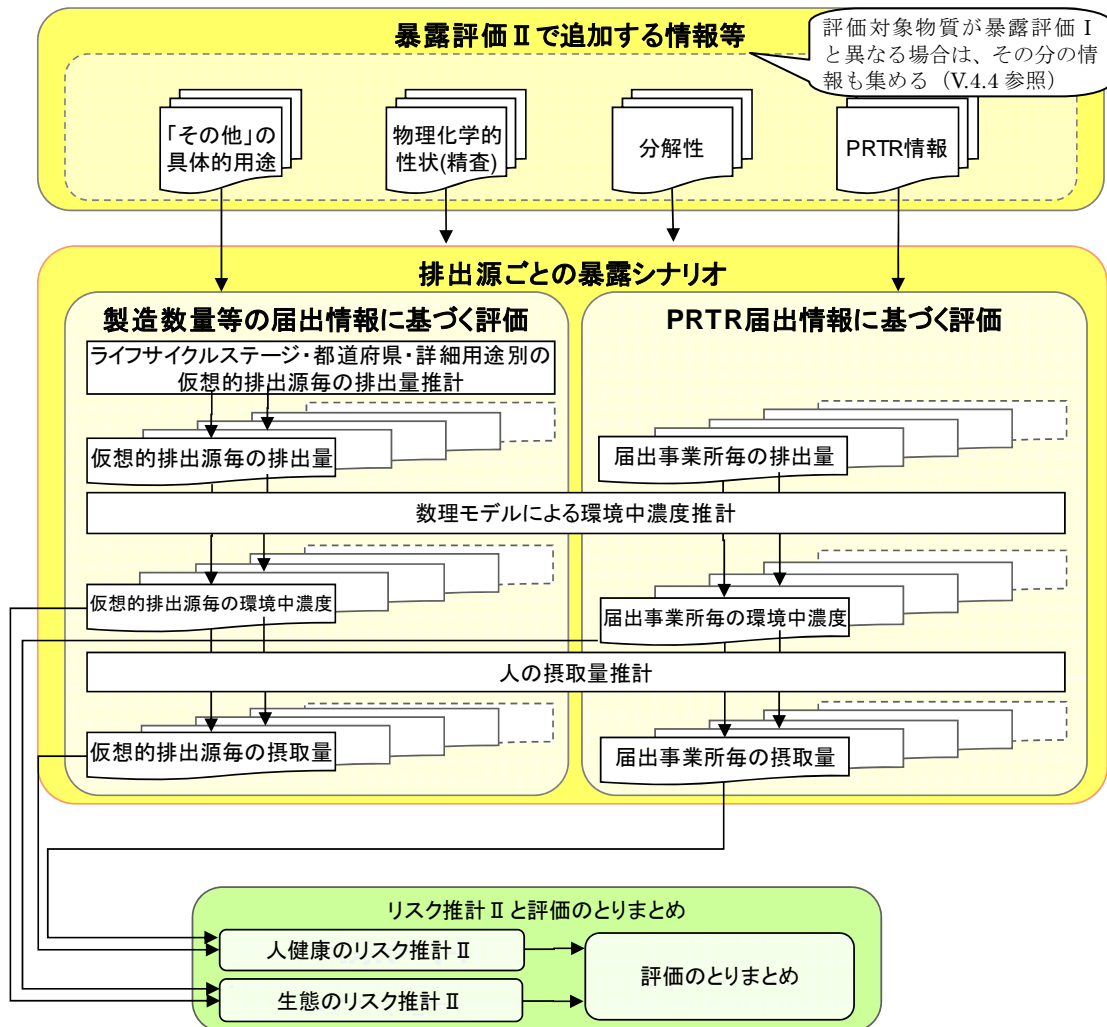 暴露評価Ⅱで追加する情報等
評価対象物質が暴露評価Ⅰ
と異なる場合は、その分の情
報も集める（V.4.4 参照）
「その他」の
具体的用途
物理化学的
性状(精査)
分解性
PRTR情報
排出源ごとの暴露シナリオ
製造数量等の届出情報に基づく評価
PRTR届出情報に基づく評価
ライフサイクルステージ・都道府県・詳細用途別の
仮想的排出源毎の排出量推計
仮想的排出源毎の排出量
届出事業所毎の排出量
数理モデルによる環境中濃度推計
仮想的排出源毎の環境中濃度
届出事業所毎の環境中濃度
人の摂取量推計
仮想的排出源毎の摂取量
届出事業所毎の摂取量
リスク推計Ⅱと評価のとりまとめ
人健康のリスク推計Ⅱ
評価のとりまとめ
生態のリスク推計Ⅱ